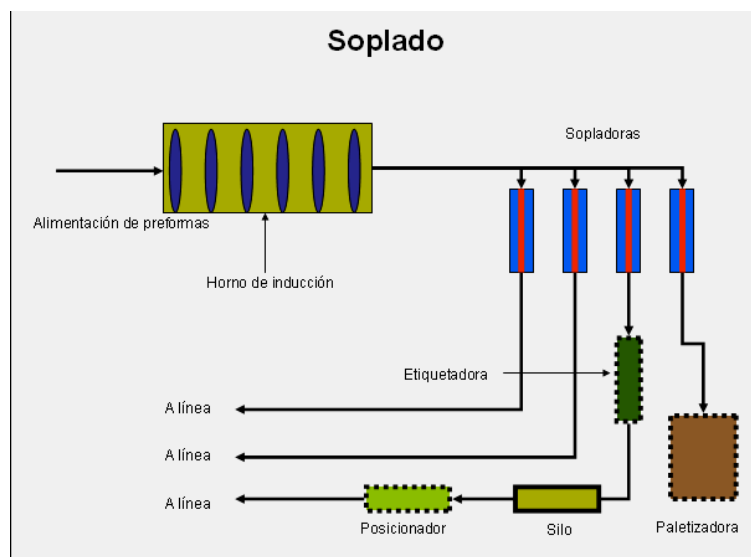 Soplado
Sopladoras
Alimentación de preformas
Horno de inducción
Etiquetadora
A línea
A línea
A línea
Posicionador
Silo
Paletizadora